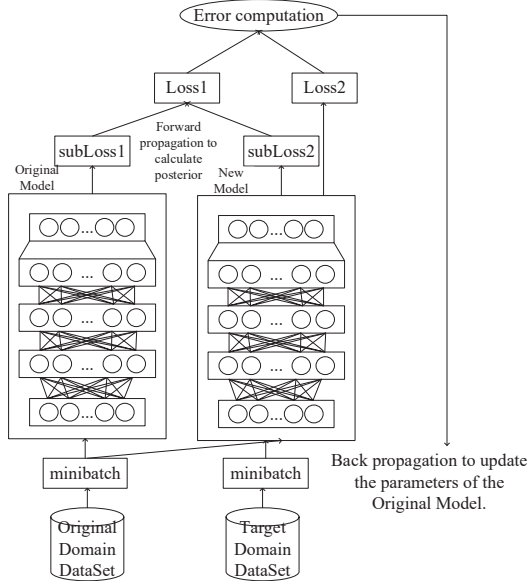 Error computation
Loss1
Loss2
Forward
propagation to
calculate
posterior
subLoss1
subLoss2
Original
Model
New
Model
...
...
...
...
...
...
...
...
...
...
minibatch
minibatch
Back propagation to update
the parameters of the
Original Model.
Original
Domain
DataSet
Target
Domain
DataSet